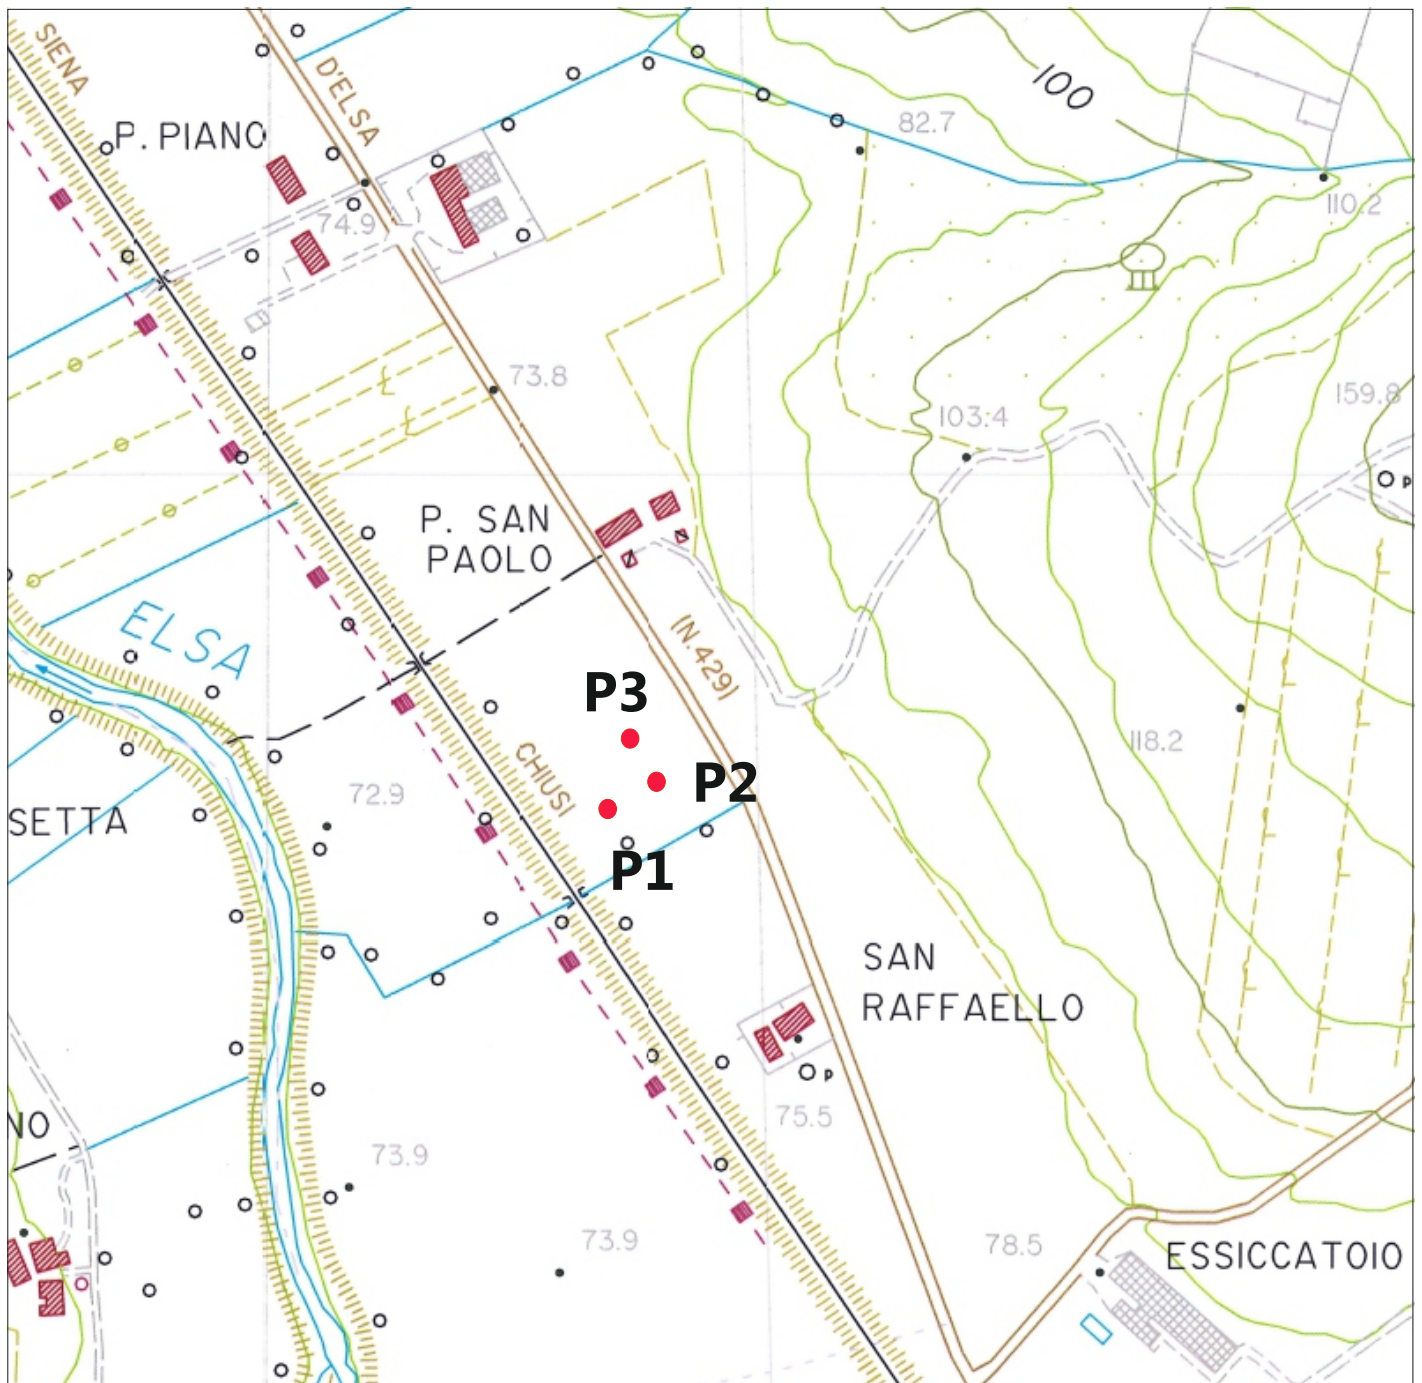 SIENA
D'ELSA
100
P. PIANO
82.7
74.9
110.2
73.8
103.4
159.8
p
P. SAN
PAOLO
ELSA
(N.429)
P3
CHIUSI
P2
118.2
72.9
SETTA
P1
SAN
RAFFAELLO
p
75.5
NO
73.9
73.9
78.5
ESSICCATOIO